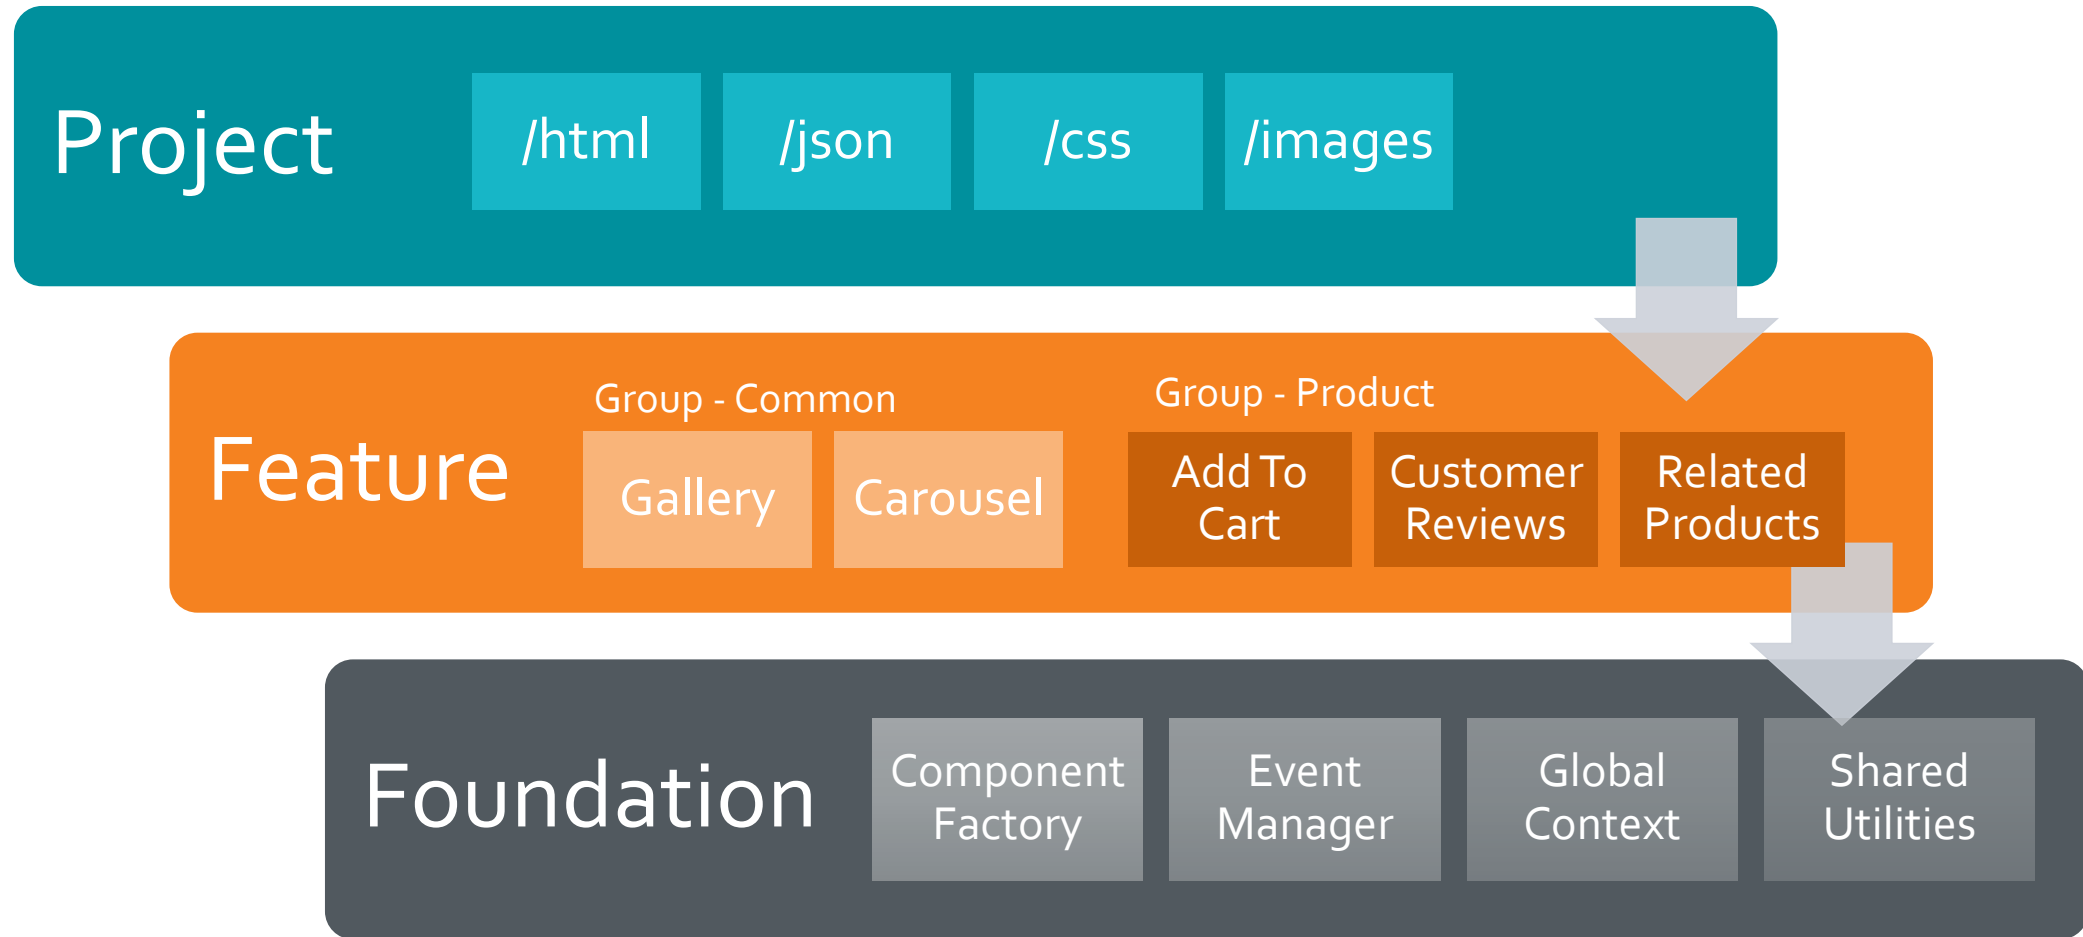 Project
/html
/json
/css
/images
Feature
Group - Common
Gallery
Carousel
Group - Product
Add To
Cart
Customer
Reviews
Related
Products
Foundation
Component
Factory
Event
Manager
Global
Context
Shared
Utilities